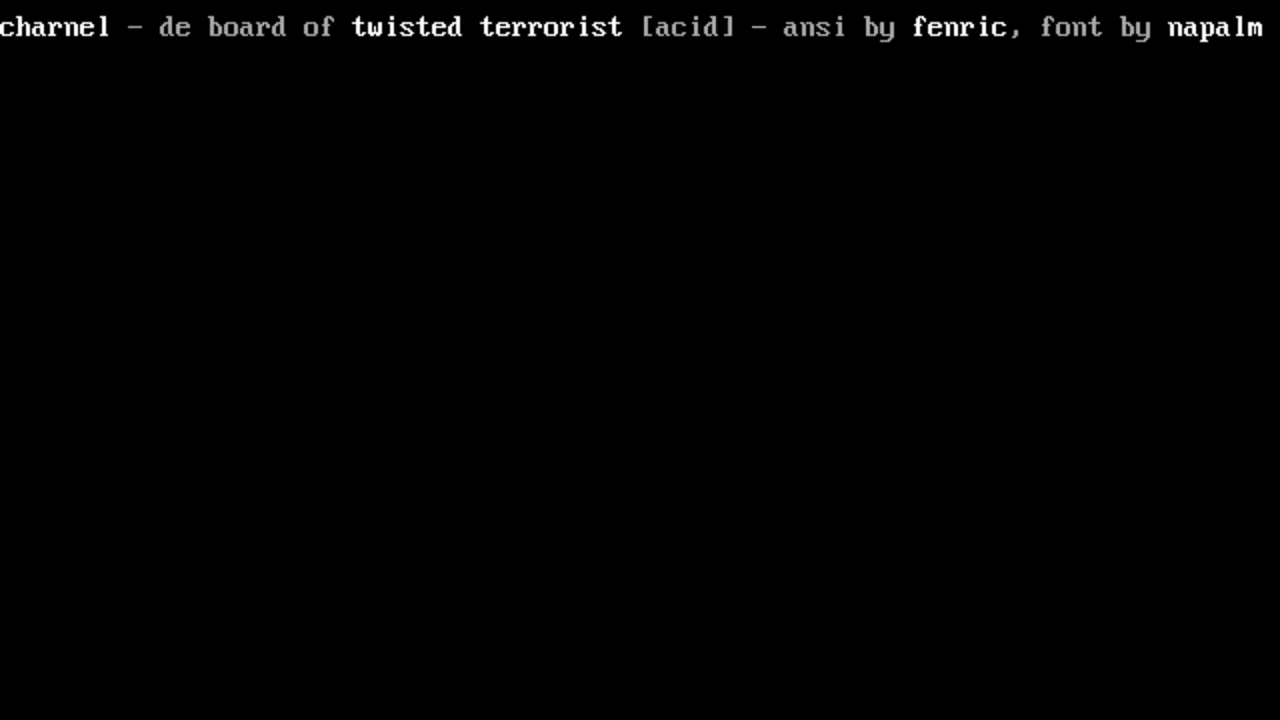 charnel - de board of twisted terrorist [acid] - ansi by fenric, font by napalm